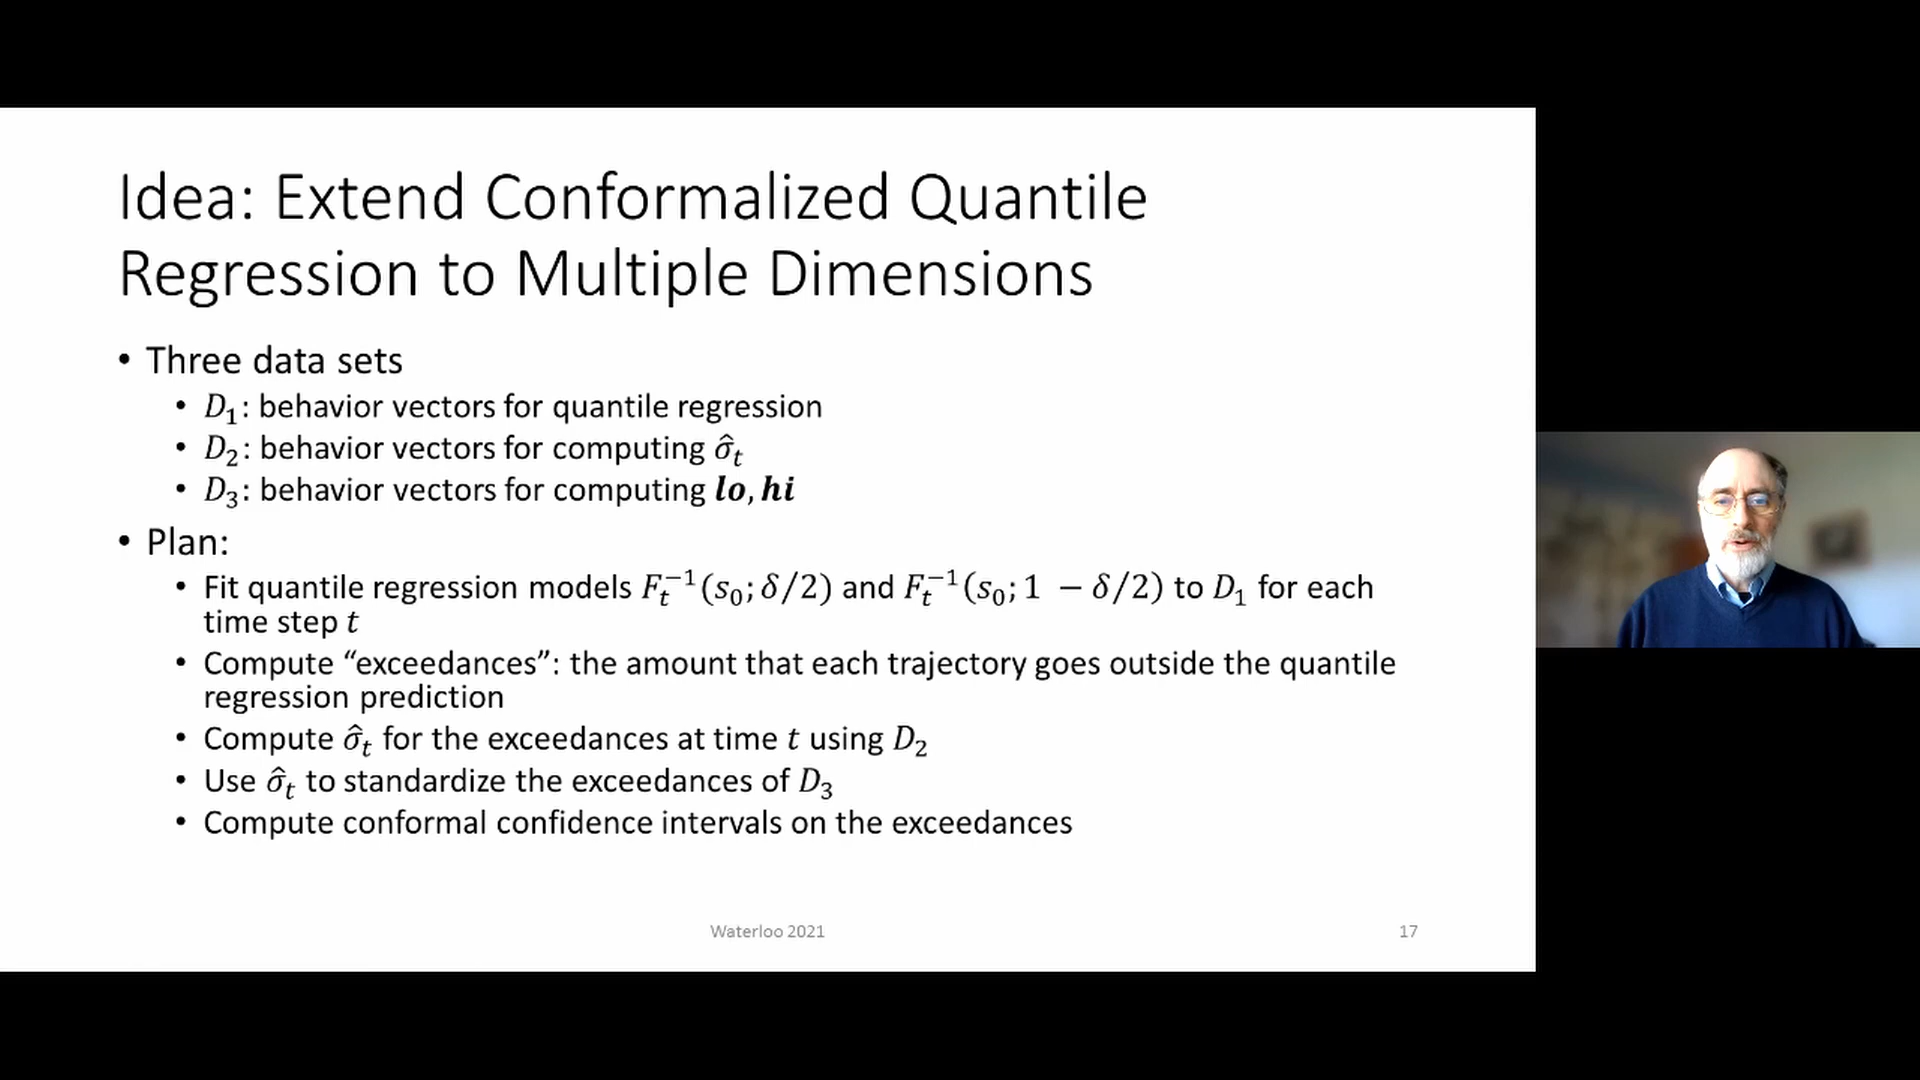 Idea: Extend Conformalized Quantile
Regression to Multiple Dimensions
• Three data sets
• D₁: behavior vectors for quantile regression
• D₂: behavior vectors for computing σ̂ₜ
• D₃: behavior vectors for computing lo, hi
• Plan:
• Fit quantile regression models Fₜ⁻¹(s₀; δ/2) and Fₜ⁻¹(s₀; 1 − δ/2) to D₁ for each
time step t
• Compute “exceedances”: the amount that each trajectory goes outside the quantile
regression prediction
• Compute σ̂ₜ for the exceedances at time t using D₂
• Use σ̂ₜ to standardize the exceedances of D₃
• Compute conformal confidence intervals on the exceedances
Waterloo 2021
17